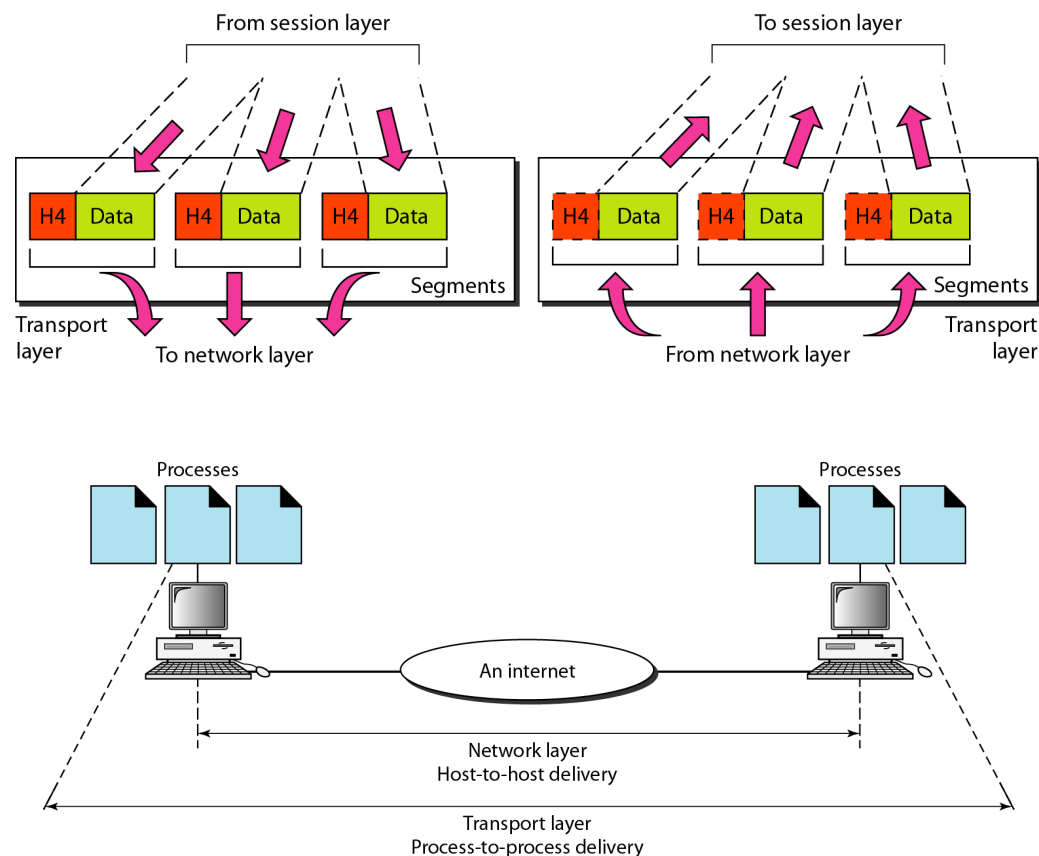 From session layer
To session layer
H4 Data H4 Data H4 Data
H4 Data H4 Data H4 Data
Segments
Segments
Transport
layer
To network layer
From network layer
Transport
layer
Processes
Processes
An internet
Network layer
Host-to-host delivery
Transport layer
Process-to-process delivery